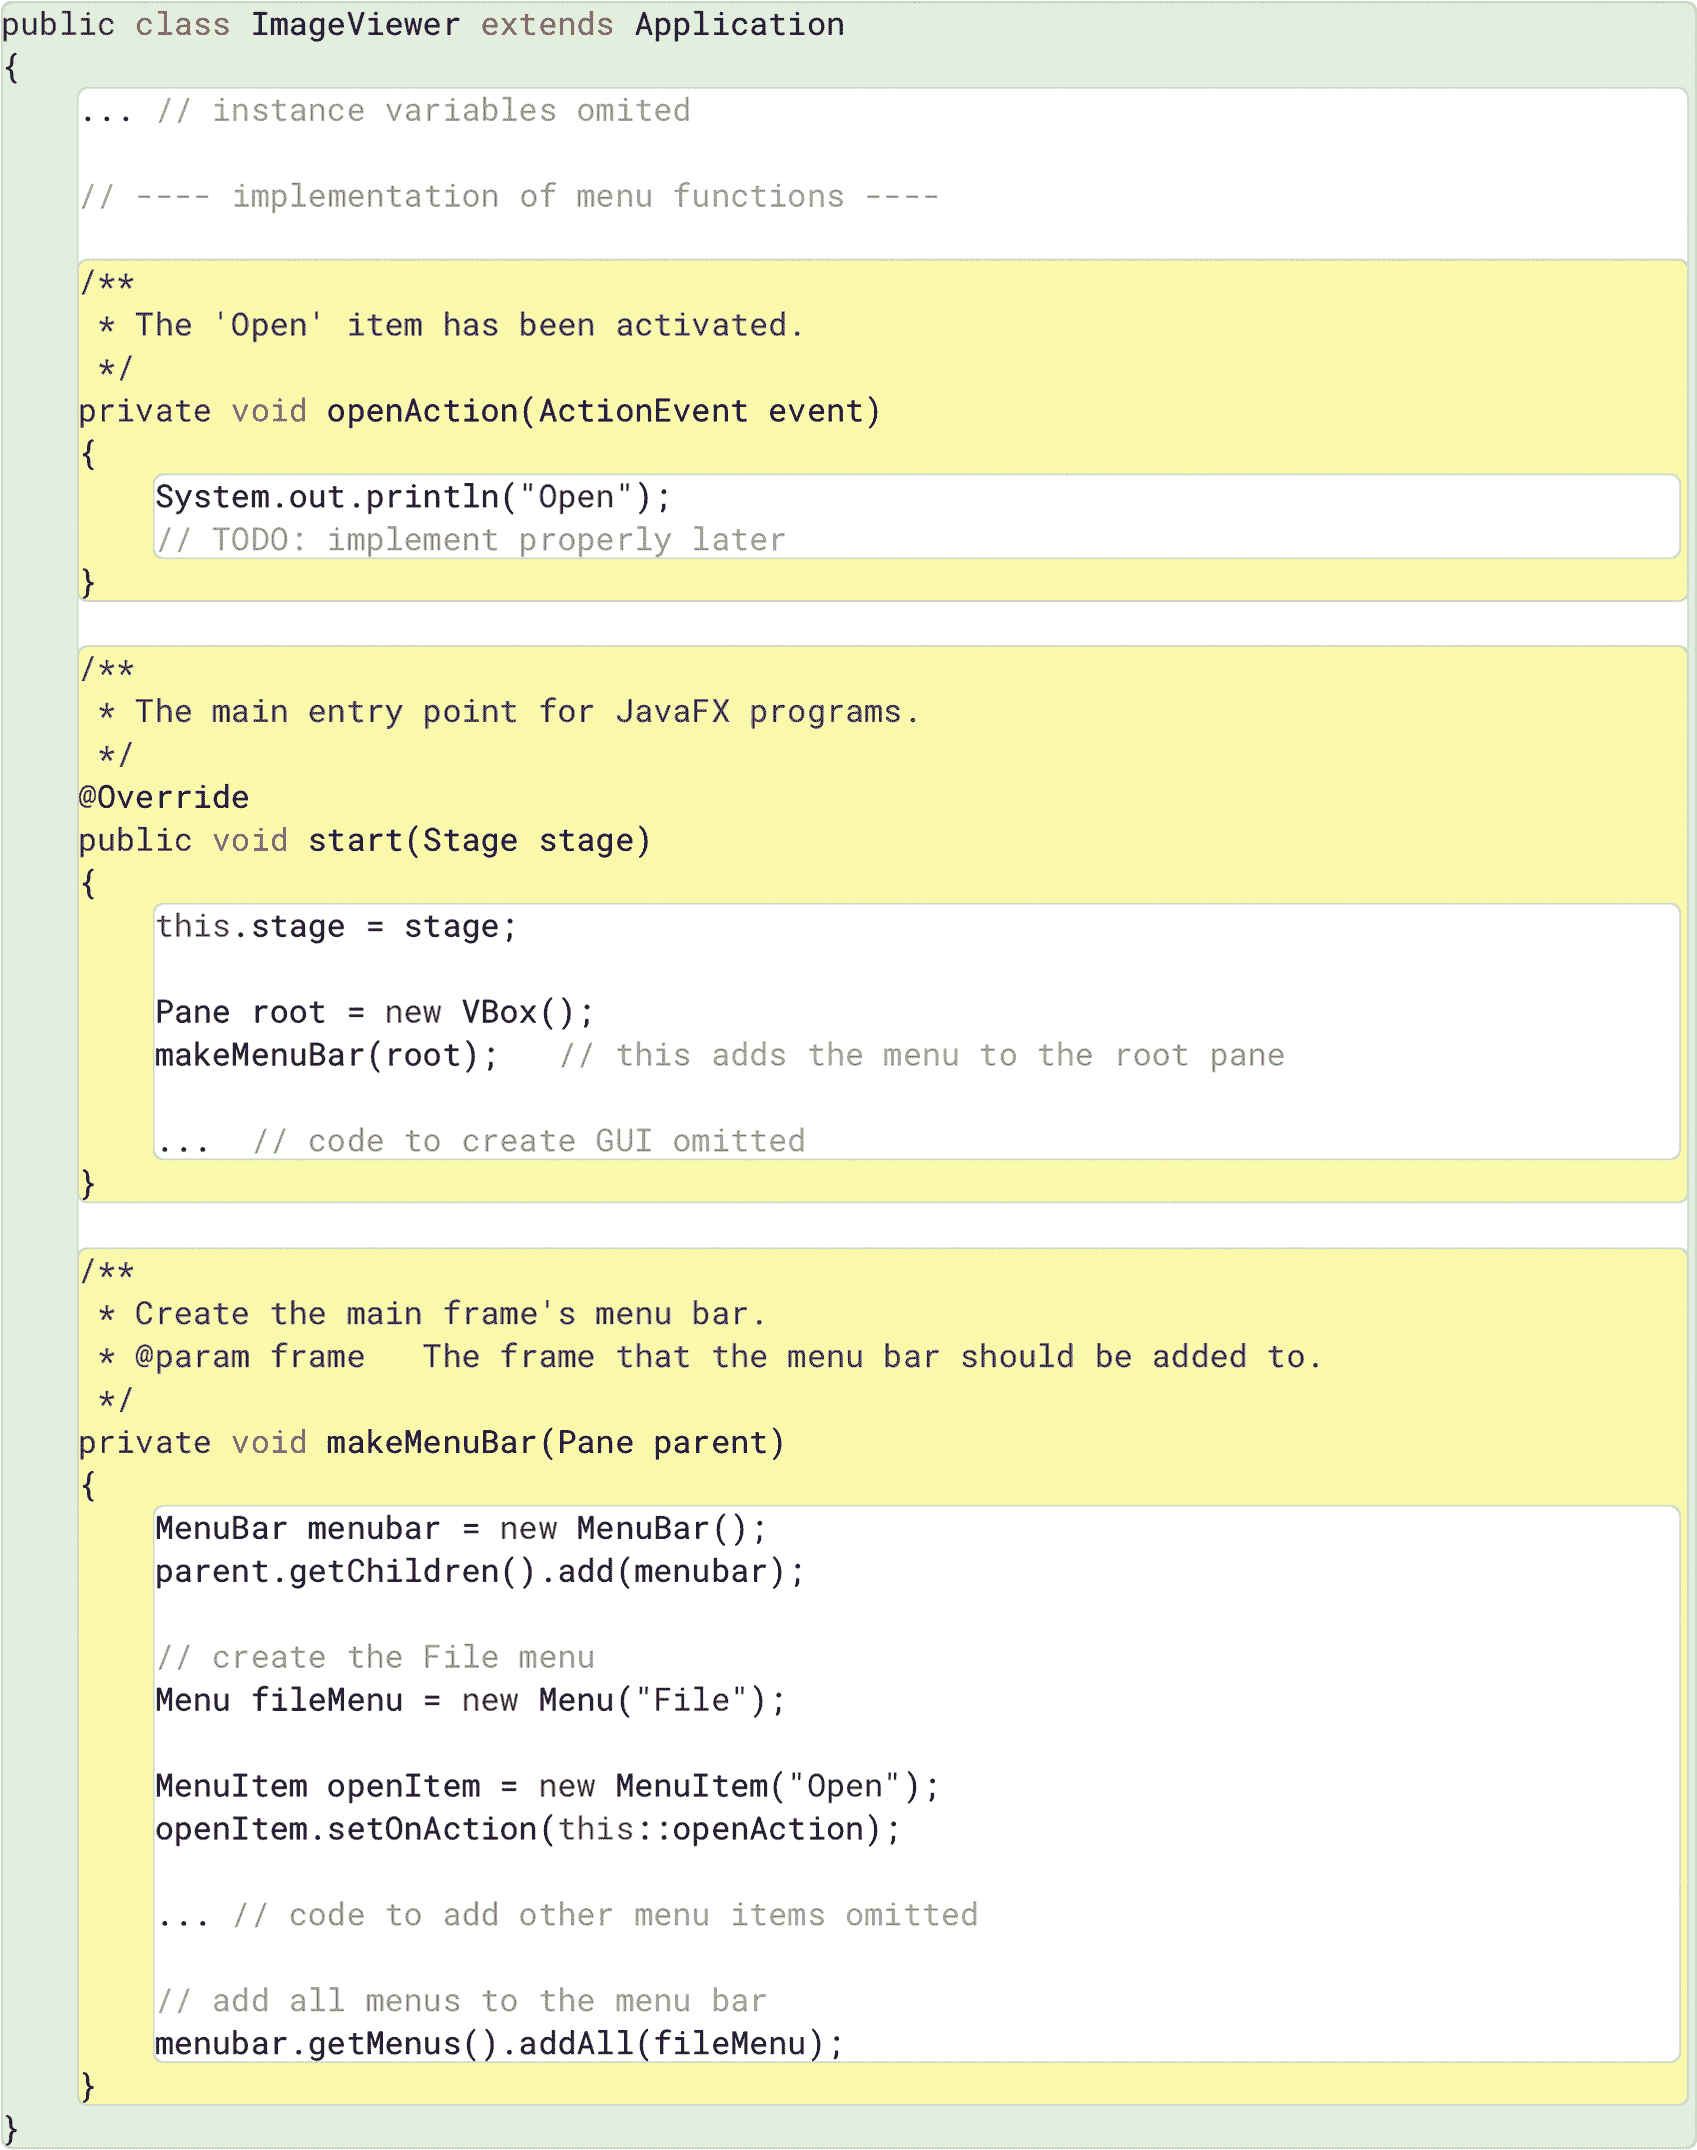 public class ImageViewer extends Application
{
... // instance variables omited
// ---- implementation of menu functions ----
/**
* The 'Open' item has been activated.
*/
private void openAction(ActionEvent event)
{
System.out.println("Open");
// TODO: implement properly later
}
/**
* The main entry point for JavaFX programs.
*/
@Override
public void start(Stage stage)
{
this.stage = stage;
Pane root = new VBox();
makeMenuBar(root);   // this adds the menu to the root pane
...  // code to create GUI omitted
}
/**
* Create the main frame's menu bar.
* @param frame   The frame that the menu bar should be added to.
*/
private void makeMenuBar(Pane parent)
{
MenuBar menubar = new MenuBar();
parent.getChildren().add(menubar);
// create the File menu
Menu fileMenu = new Menu("File");
MenuItem openItem = new MenuItem("Open");
openItem.setOnAction(this::openAction);
... // code to add other menu items omitted
// add all menus to the menu bar
menubar.getMenus().addAll(fileMenu);
}
}